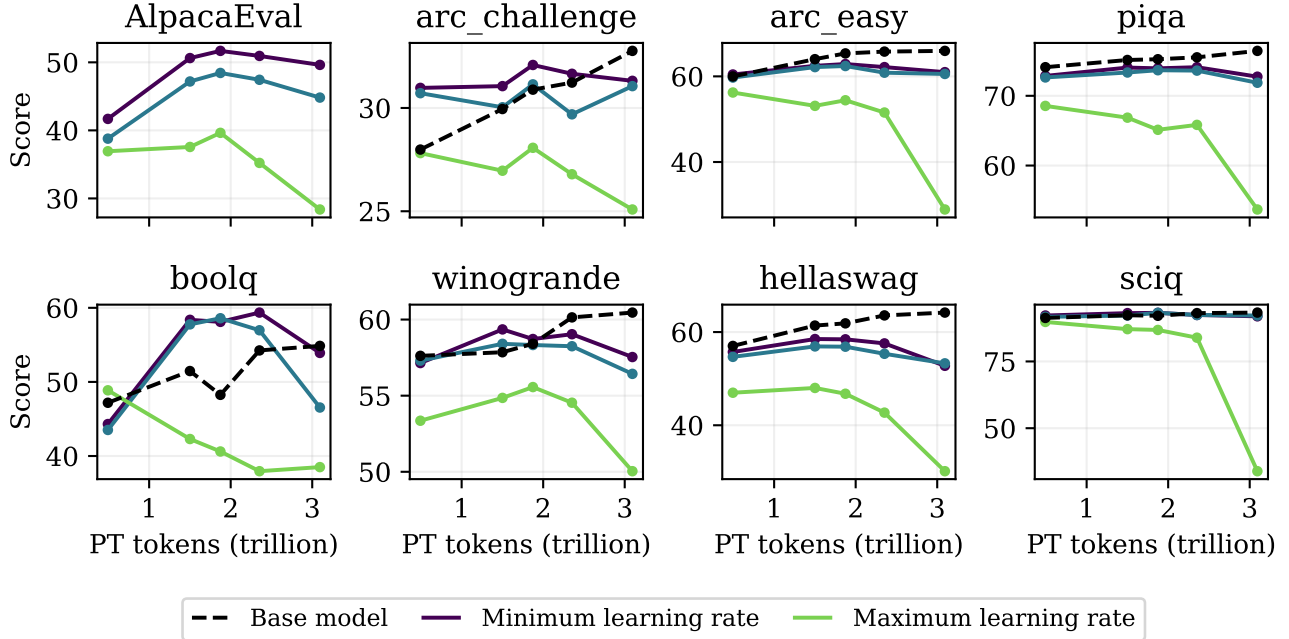 AlpacaEval arc_challenge arc_easy piqa
50
40
30
Score
30
25
60
40
70
60
boolq winogrande hellaswag sciq
60
50
40
Score
60
55
50
60
40
75
50
1 2 3 1 2 3 1 2 3 1 2 3
PT tokens (trillion) PT tokens (trillion) PT tokens (trillion) PT tokens (trillion)
Base model Minimum learning rate Maximum learning rate